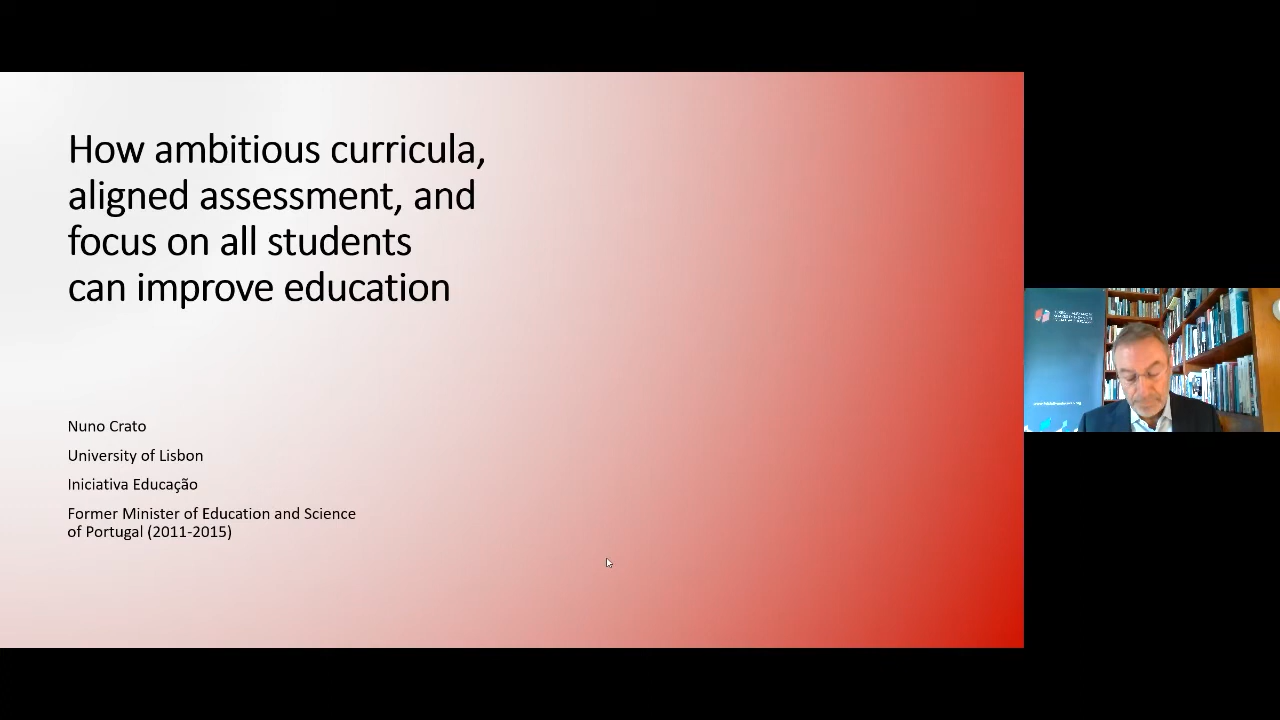 How ambitious curricula,
aligned assessment, and
focus on all students
can improve education
Nuno Crato
University of Lisbon
Iniciativa Educação
Former Minister of Education and Science
of Portugal (2011-2015)